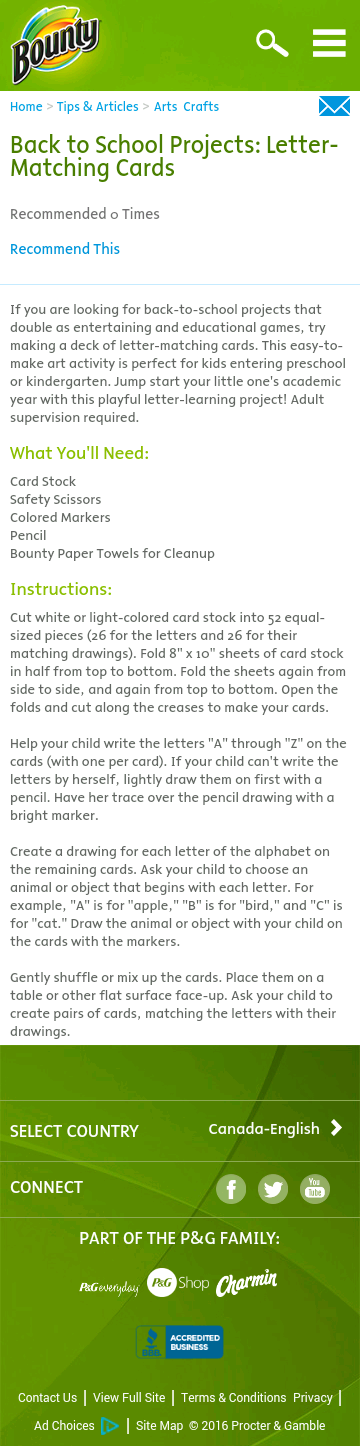 Bounty
Home > Tips & Articles > Arts Crafts
Back to School Projects: Letter-
Matching Cards
Recommended 0 Times
Recommend This
If you are looking for back-to-school projects that
double as entertaining and educational games, try
making a deck of letter-matching cards. This easy-to-
make art activity is perfect for kids entering preschool
or kindergarten. Jump start your little one's academic
year with this playful letter-learning project! Adult
supervision required.
What You'll Need:
Card Stock
Safety Scissors
Colored Markers
Pencil
Bounty Paper Towels for Cleanup
Instructions:
Cut white or light-colored card stock into 52 equal-
sized pieces (26 for the letters and 26 for their
matching drawings). Fold 8" x 10" sheets of card stock
in half from top to bottom. Fold the sheets again from
side to side, and again from top to bottom. Open the
folds and cut along the creases to make your cards.
Help your child write the letters "A" through "Z" on the
cards (with one per card). If your child can't write the
letters by herself, lightly draw them on first with a
pencil. Have her trace over the pencil drawing with a
bright marker.
Create a drawing for each letter of the alphabet on
the remaining cards. Ask your child to choose an
animal or object that begins with each letter. For
example, "A" is for "apple," "B" is for "bird," and "C" is
for "cat." Draw the animal or object with your child on
the cards with the markers.
Gently shuffle or mix up the cards. Place them on a
table or other flat surface face-up. Ask your child to
create pairs of cards, matching the letters with their
drawings.
SELECT COUNTRY Canada-English
CONNECT f You Tube
PART OF THE P&G FAMILY:
P&G everyday P&G Shop Charmin
BBB. ACCREDITED BUSINESS
Contact Us | View Full Site | Terms & Conditions Privacy |
Ad Choices | Site Map © 2016 Procter & Gamble